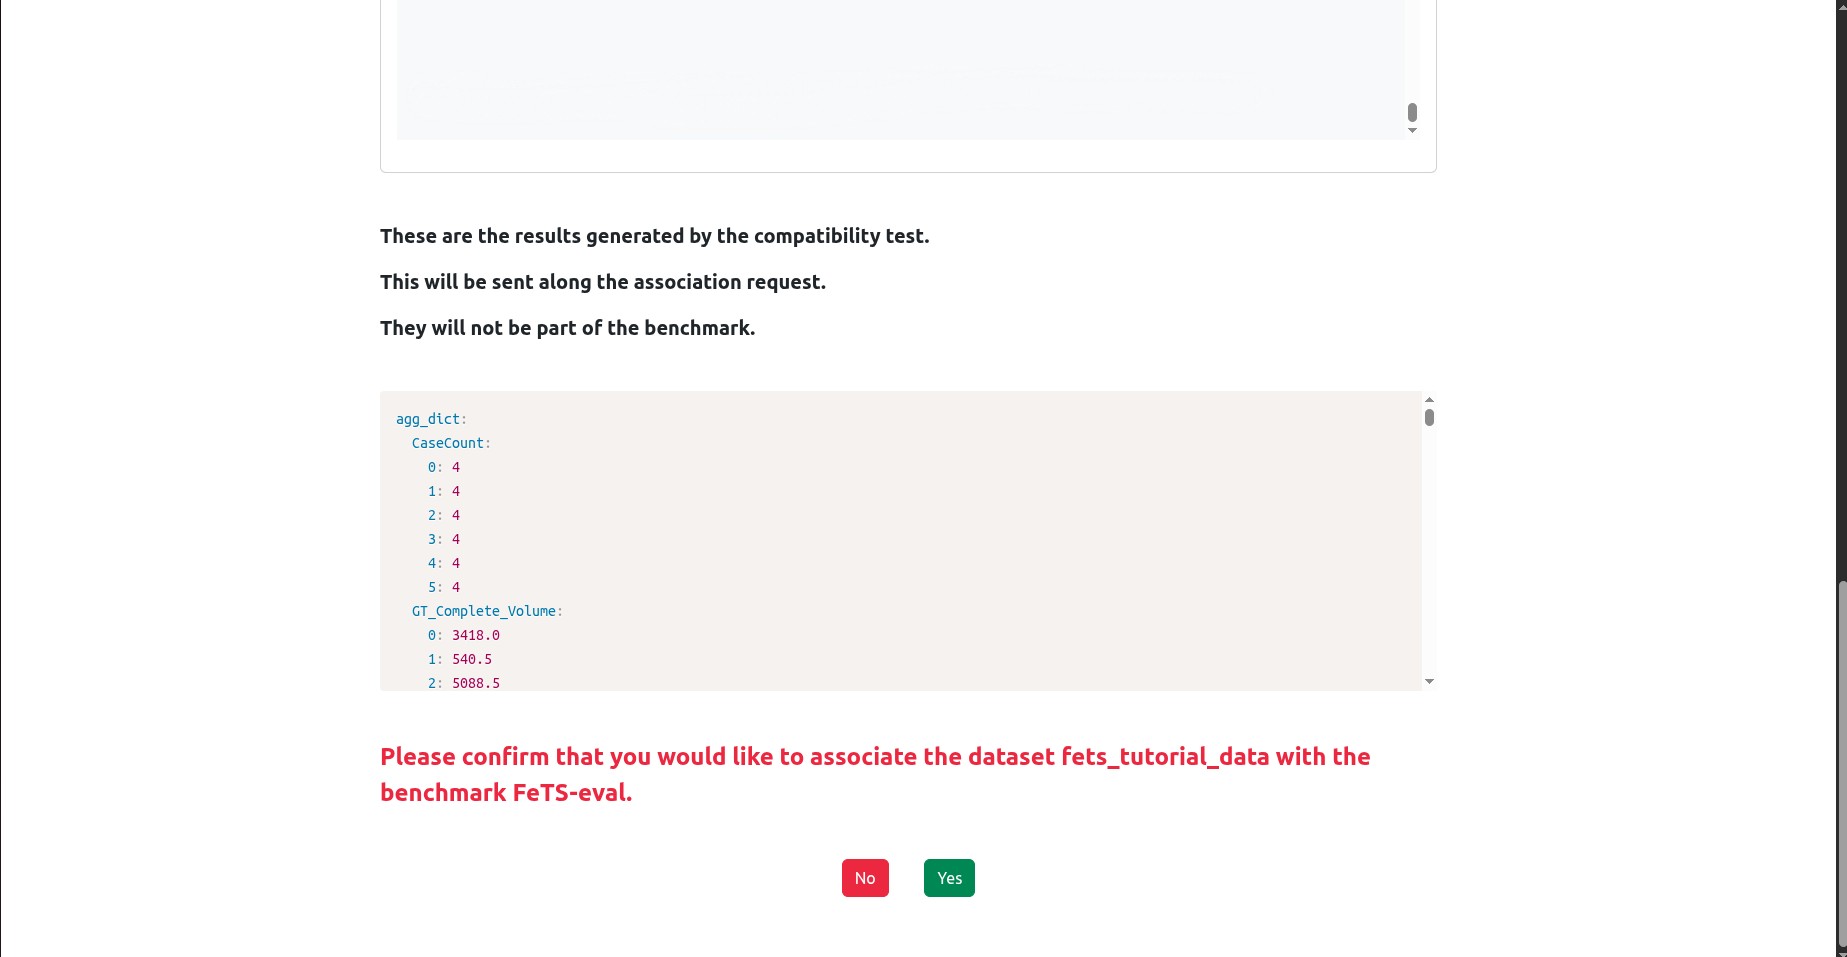 These are the results generated by the compatibility test.
This will be sent along the association request.
They will not be part of the benchmark.
agg_dict:
CaseCount:
0: 4
1: 4
2: 4
3: 4
4: 4
5: 4
GT_Complete_Volume:
0: 3418.0
1: 540.5
2: 5088.5
Please confirm that you would like to associate the dataset fets_tutorial_data with the
benchmark FeTS-eval.
No Yes